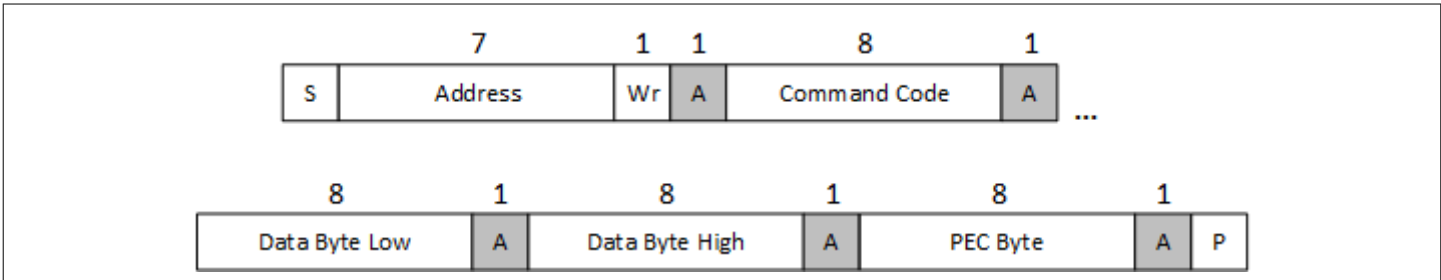 7 1 1 8 1
S Address Wr A Command Code A ...
8 1 8 1 8 1
Data Byte Low A Data Byte High A PEC Byte A P